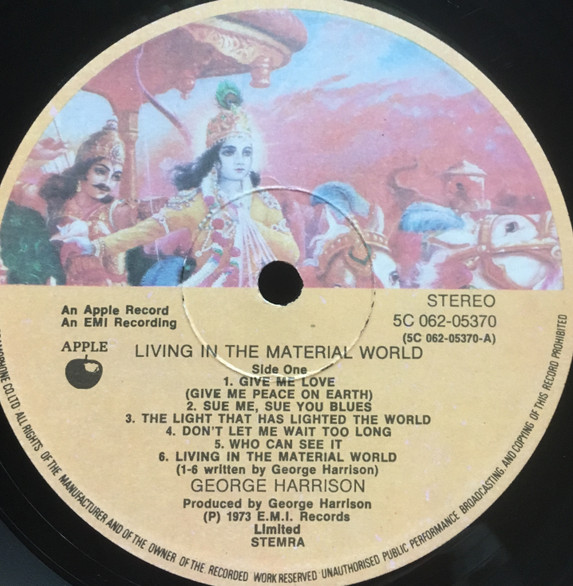 STEREO
An Apple Record
5C 062-05370
An EMI Recording
(5C 062-05370-A)
APPLE
LIVING IN THE MATERIAL WORLD
Side One
1. GIVE ME LOVE
(GIVE ME PEACE ON EARTH)
2. SUE ME, SUE YOU BLUES
3. THE LIGHT THAT HAS LIGHTED THE WORLD
4. DON'T LET ME WAIT TOO LONG
5. WHO CAN SEE IT
6. LIVING IN THE MATERIAL WORLD
(1-6 written by George Harrison)
GEORGE HARRISON
Produced by George Harrison
(P) 1973 E.M.I. Records
Limited
STEMRA
CO LTD ALL RIGHTS OF THE MANUFACTURER AND OF THE OWNER OF THE RECORDED WORK RESERVED UNAUTHORISED PUBLIC PERFORMANCE BROADCASTING AND COPYING OF THIS RECORD PROHIBITED